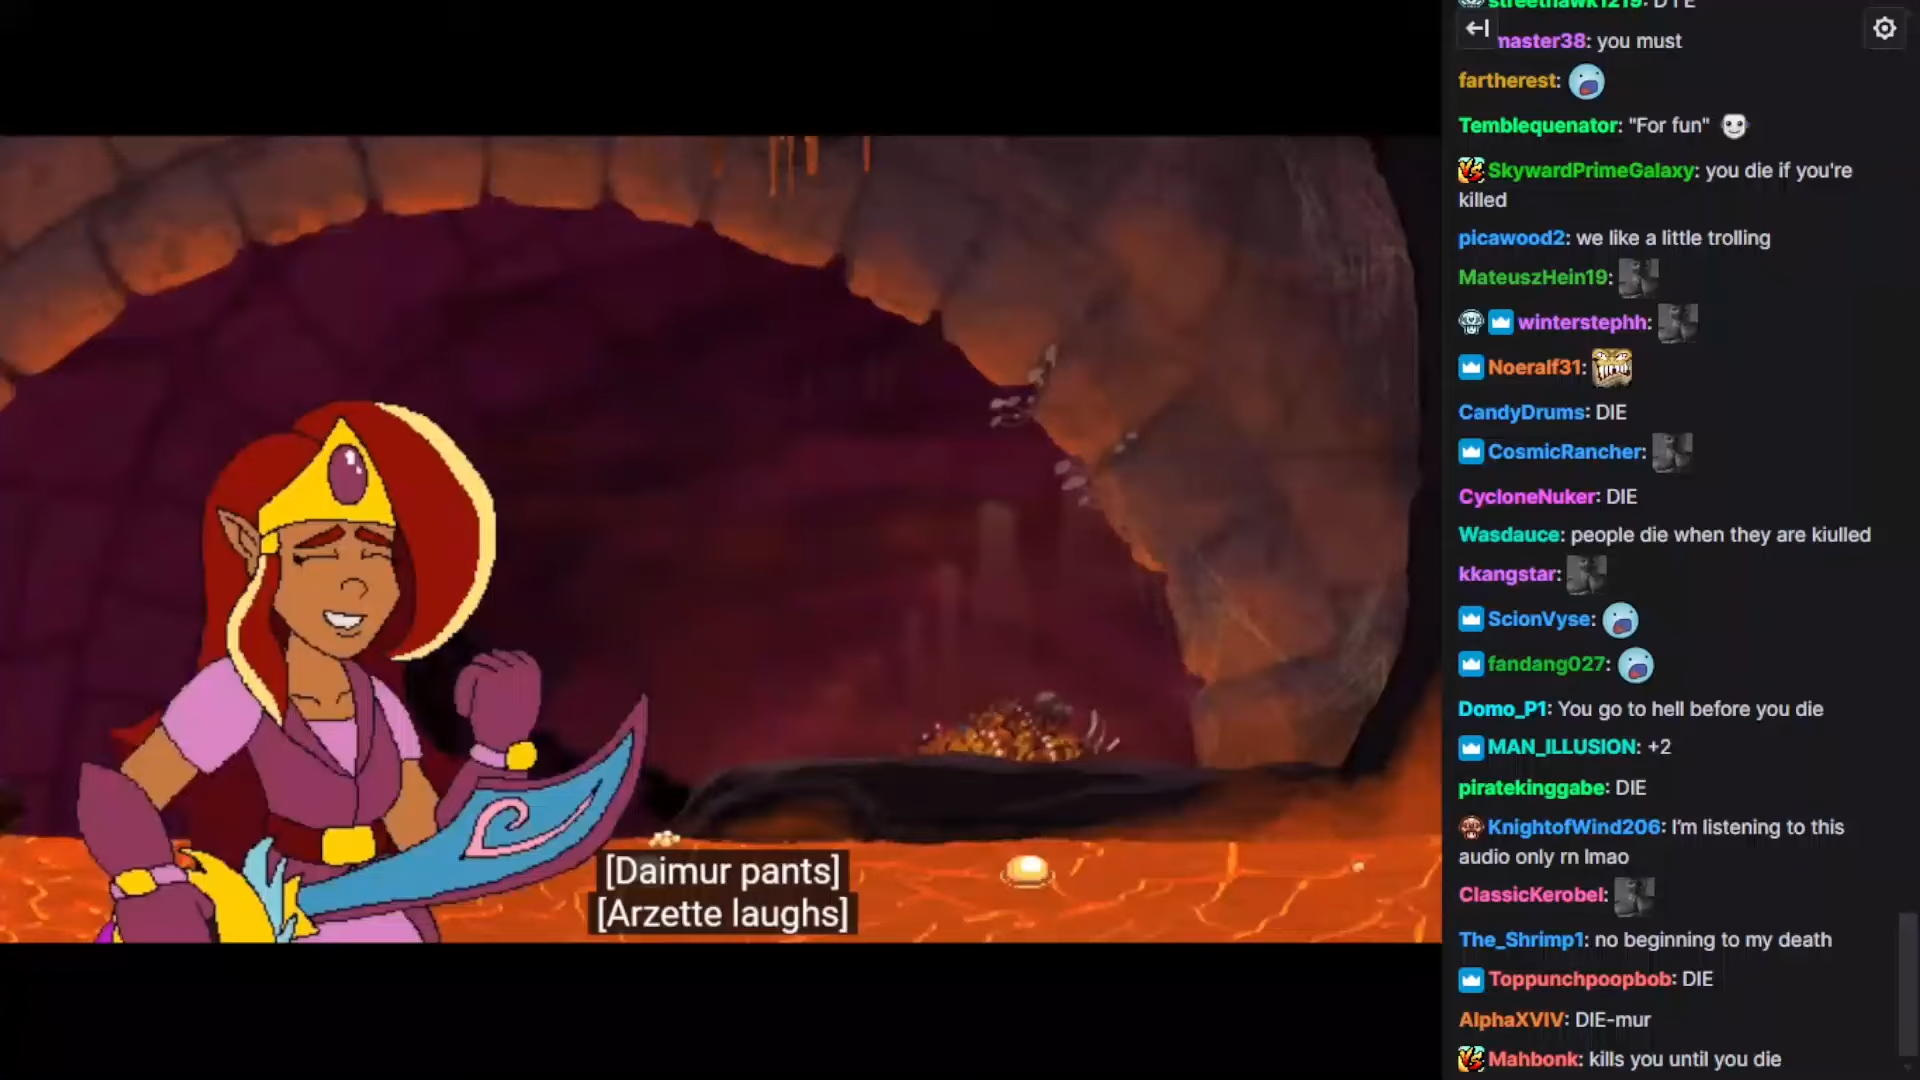 [Daimur pants]
[Arzette laughs]
streethawk1219: DIE
master38: you must
fartherest:
Temblequenator: "For fun"
SkywardPrimeGalaxy: you die if you're
killed
picawood2: we like a little trolling
MateuszHein19:
winterstephh:
Noeralf31:
CandyDrums: DIE
CosmicRancher:
CycloneNuker: DIE
Wasdauce: people die when they are kiulled
kkangstar:
ScionVyse:
fandang027:
Domo_P1: You go to hell before you die
MAN_ILLUSION: +2
piratekinggabe: DIE
KnightofWind206: I'm listening to this
audio only rn lmao
ClassicKerobel:
The_Shrimp1: no beginning to my death
Toppunchpoopbob: DIE
AlphaXVIV: DIE-mur
Mahbonk: kills you until you die